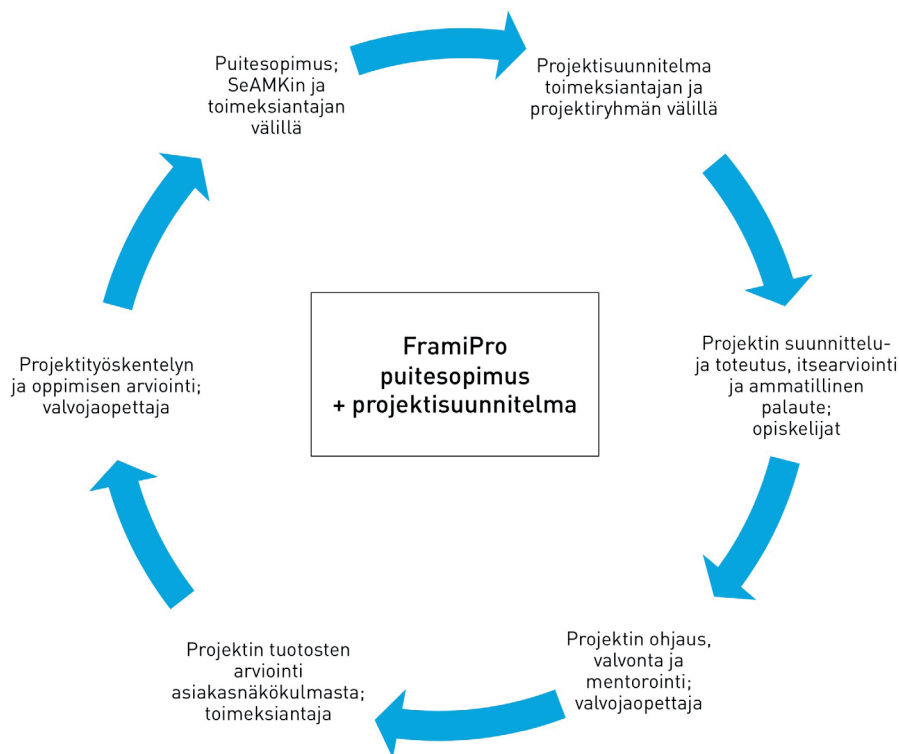 Puitesopimus;
SeAMKin ja
toimeksiantajan
välillä
Projektisuunnitelma
toimeksiantajan ja
projektiryhmän välillä
Projektin suunnittelu-
ja toteutus, itsearviointi
ja ammatillinen
palaute;
opiskelijat
Projektin ohjaus,
valvonta ja
mentorointi;
valvojaopettaja
Projektin tuotosten
arviointi
asiakasnäkökulmasta;
toimeksiantaja
Projektityöskentelyn
ja oppimisen arviointi;
valvojaopettaja
FramiPro
puitesopimus
+ projektisuunnitelma